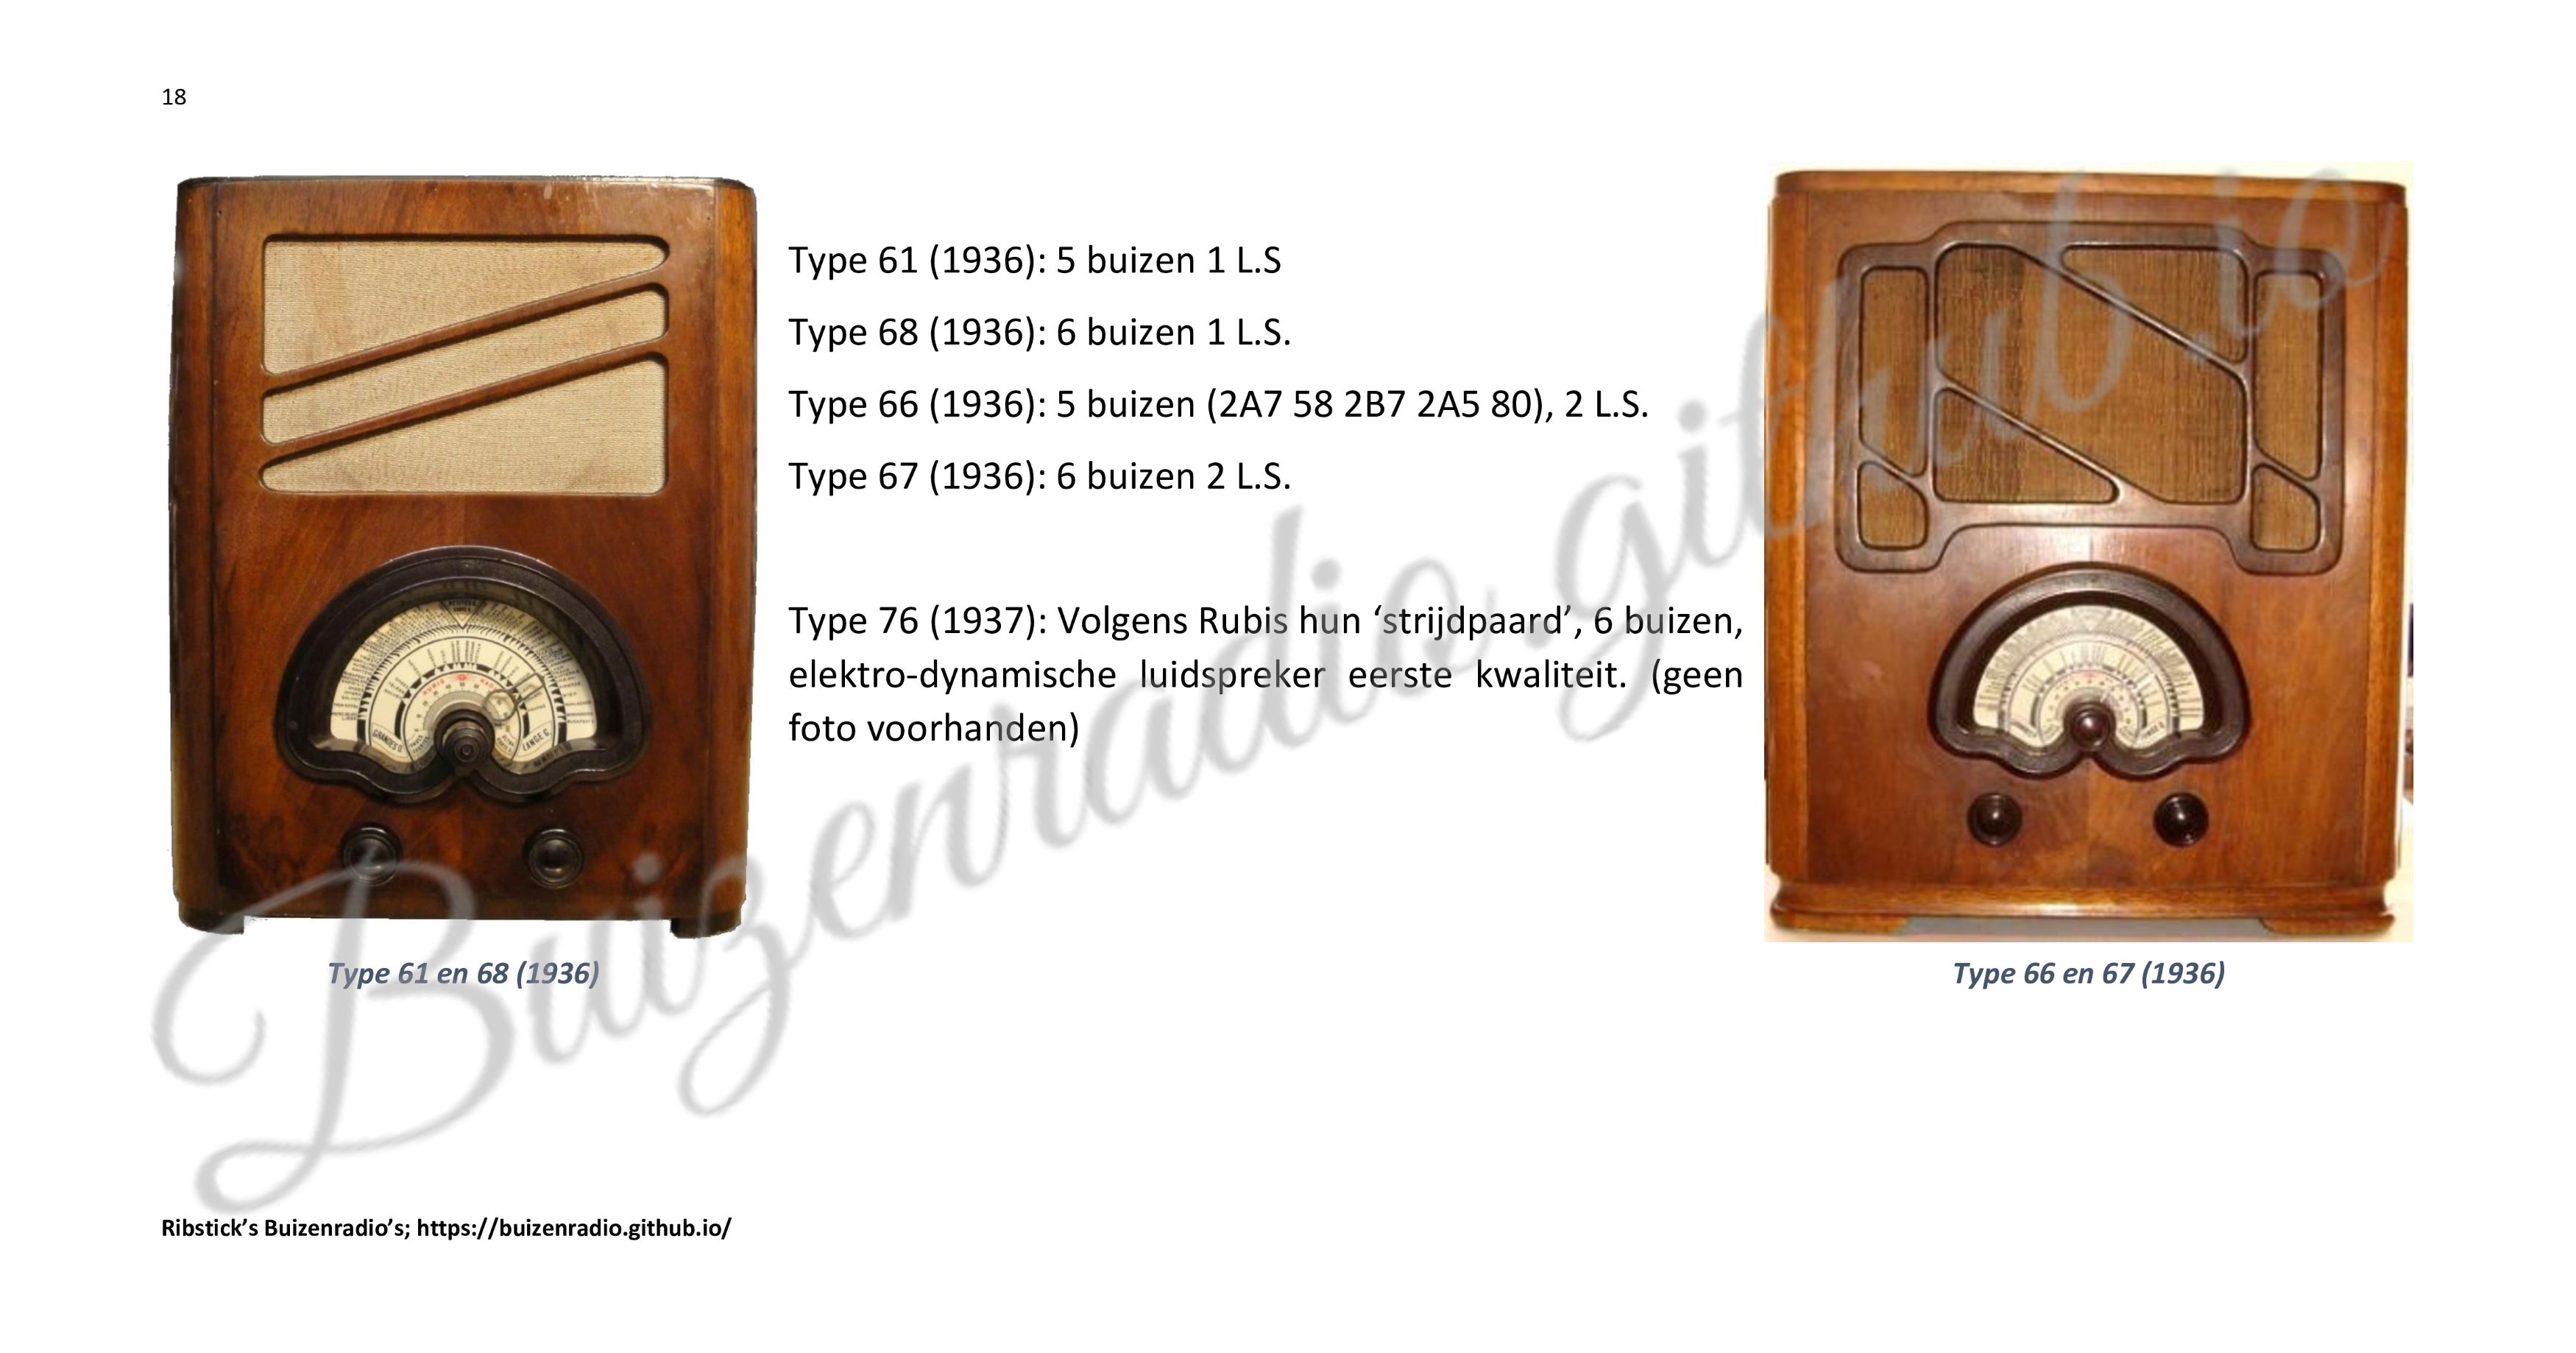 18
Type 61 (1936): 5 buizen 1 L.S
Type 68 (1936): 6 buizen 1 L.S.
Type 66 (1936): 5 buizen (2A7 58 2B7 2A5 80), 2 L.S.
Type 67 (1936): 6 buizen 2 L.S.
Type 76 (1937): Volgens Rubis hun ‘strijdpaard’, 6 buizen,
elektro-dynamische luidspreker eerste kwaliteit. (geen
foto voorhanden)
Type 61 en 68 (1936)
Type 66 en 67 (1936)
Buizenradio.github.io
Ribstick’s Buizenradio’s; https://buizenradio.github.io/